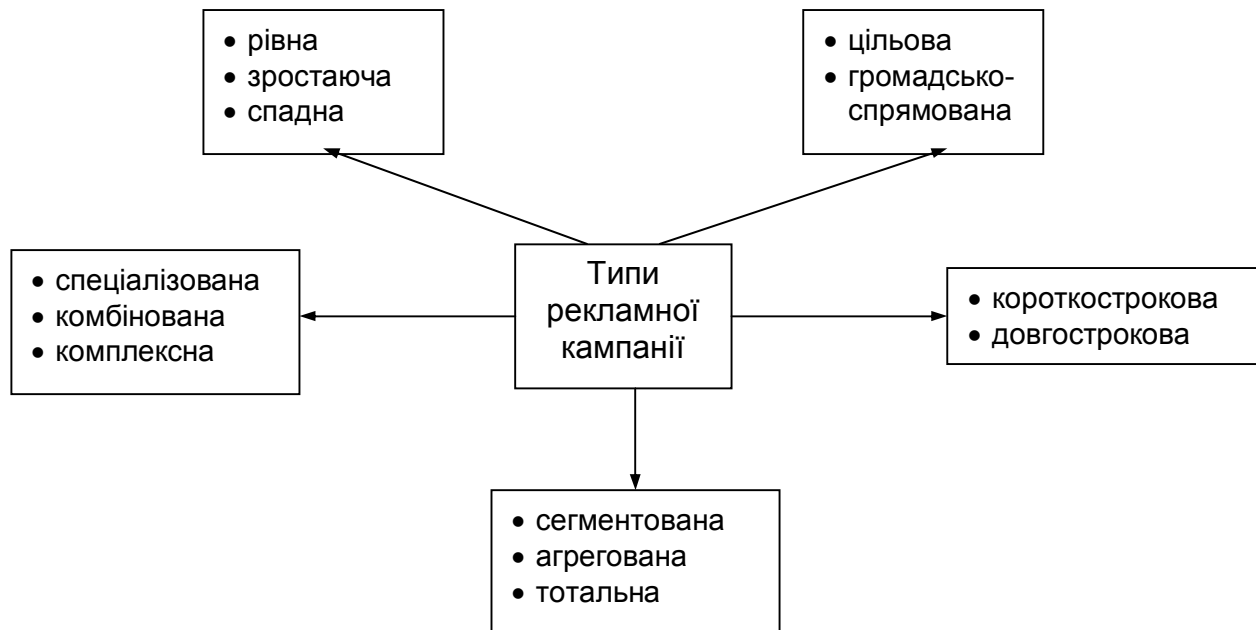 • рівна
• зростаюча
• спадна
• цільова
• громадсько-
спрямована
• спеціалізована
• комбінована
• комплексна
Типи
рекламної
кампанії
• короткострокова
• довгострокова
• сегментована
• агрегована
• тотальна